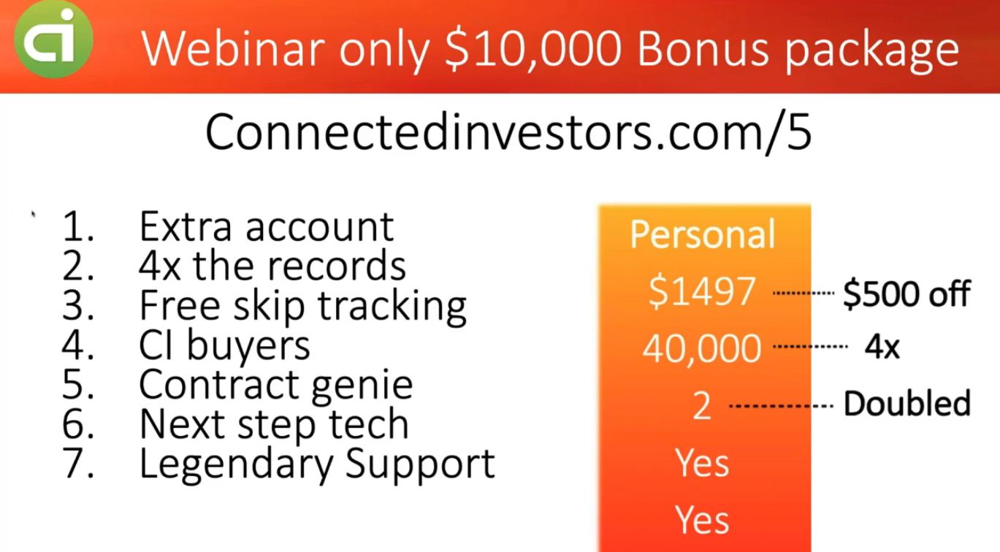 ci
Webinar only $10,000 Bonus package
Connectedinvestors.com/5
1. Extra account
2. 4x the records
3. Free skip tracking
4. CI buyers
5. Contract genie
6. Next step tech
7. Legendary Support
Personal
$1497 $500 off
40,000 4x
2 Doubled
Yes
Yes